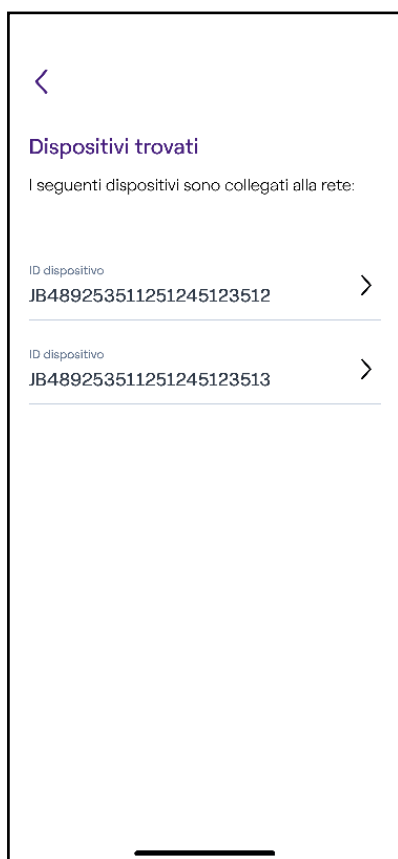 Dispositivi trovati
I seguenti dispositivi sono collegati alla rete:
ID dispositivo
JB489253511251245123512
ID dispositivo
JB489253511251245123513